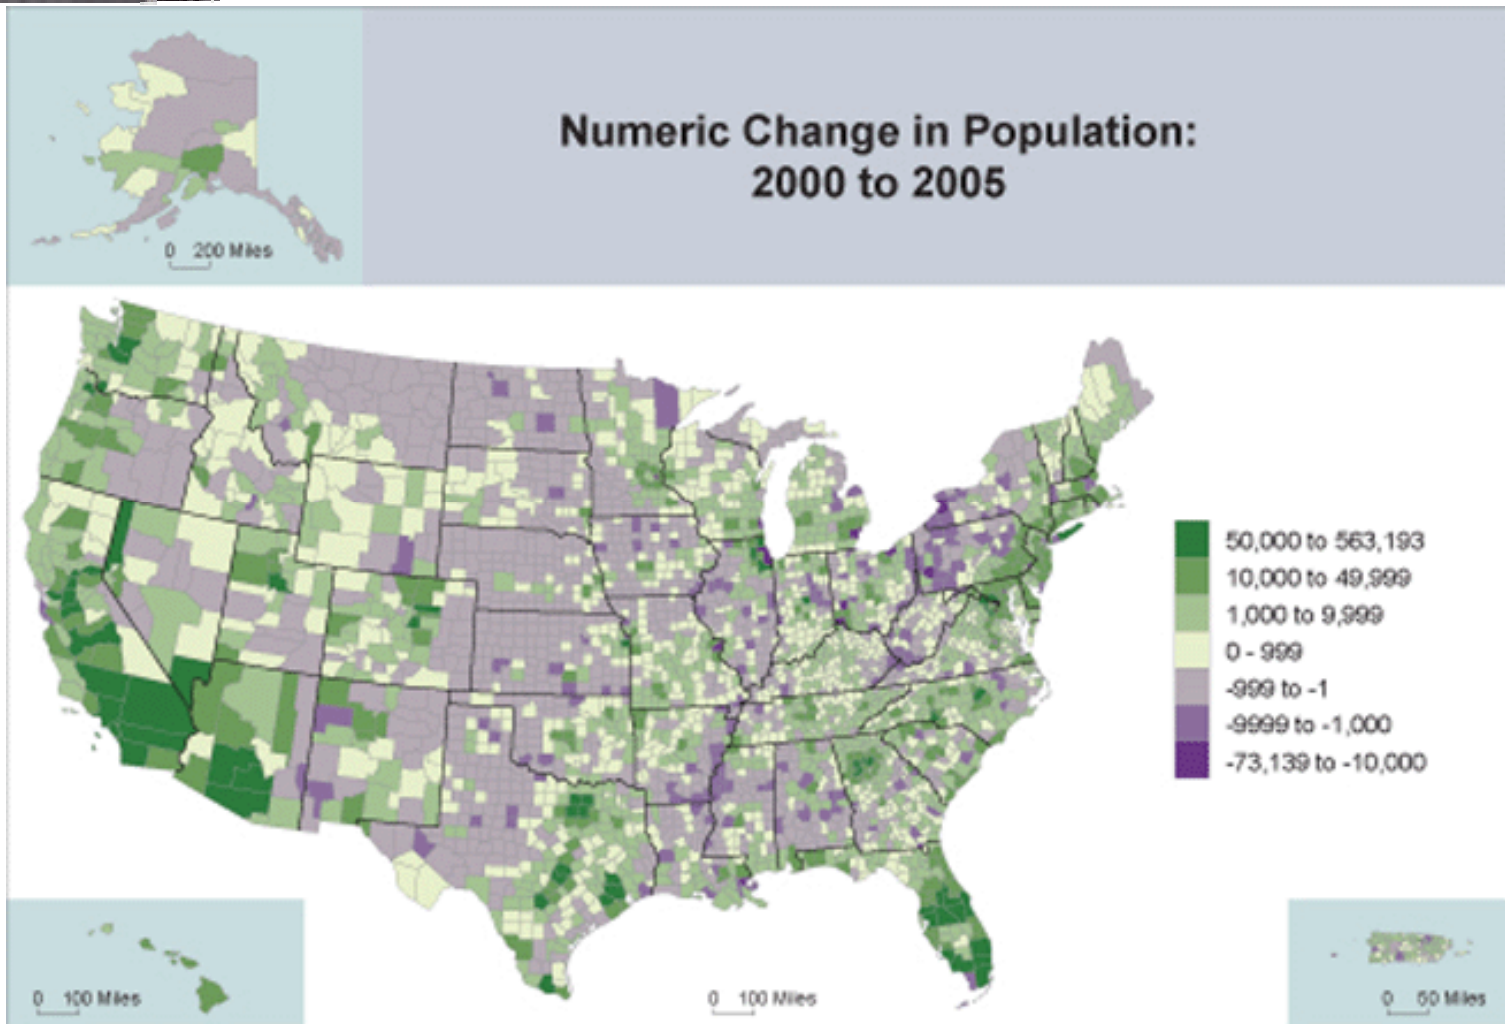 Numeric Change in Population:
2000 to 2005
0 200 Miles
50,000 to 563,193
10,000 to 49,999
1,000 to 9,999
0 - 999
-999 to -1
-9999 to -1,000
-73,139 to -10,000
0 100 Miles
0 100 Miles
0 50 Miles